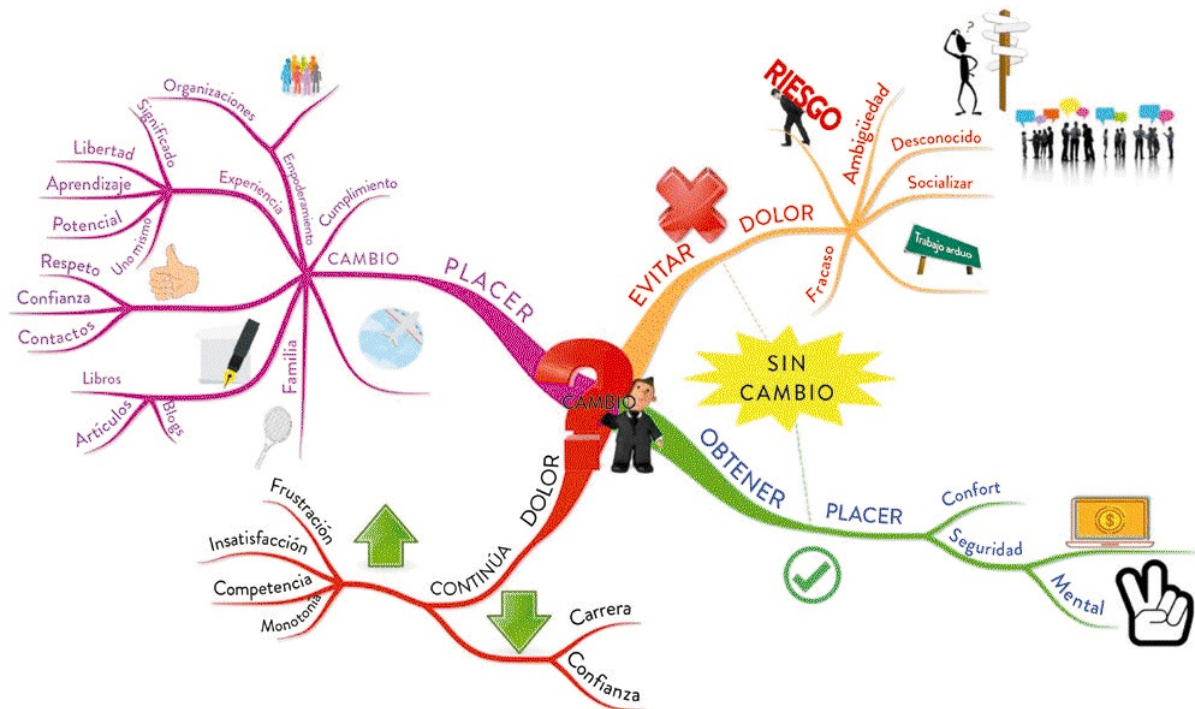 CAMBIO
PLACER
CAMBIO
Empoderamiento
Organizaciones
Experiencia
Significado
Libertad
Aprendizaje
Potencial
Uno mismo
Cumplimiento
Respeto
Confianza
Contactos
Libros
Artículos
Blogs
Familia
EVITAR
DOLOR
RIESGO
Ambigüedad
?
Desconocido
Socializar
Trabajo arduo
Fracaso
SIN
CAMBIO
OBTENER
PLACER
Confort
Seguridad
$
Mental
DOLOR
CONTINÚA
Frustración
Insatisfacción
Competencia
Monotonía
Carrera
Confianza